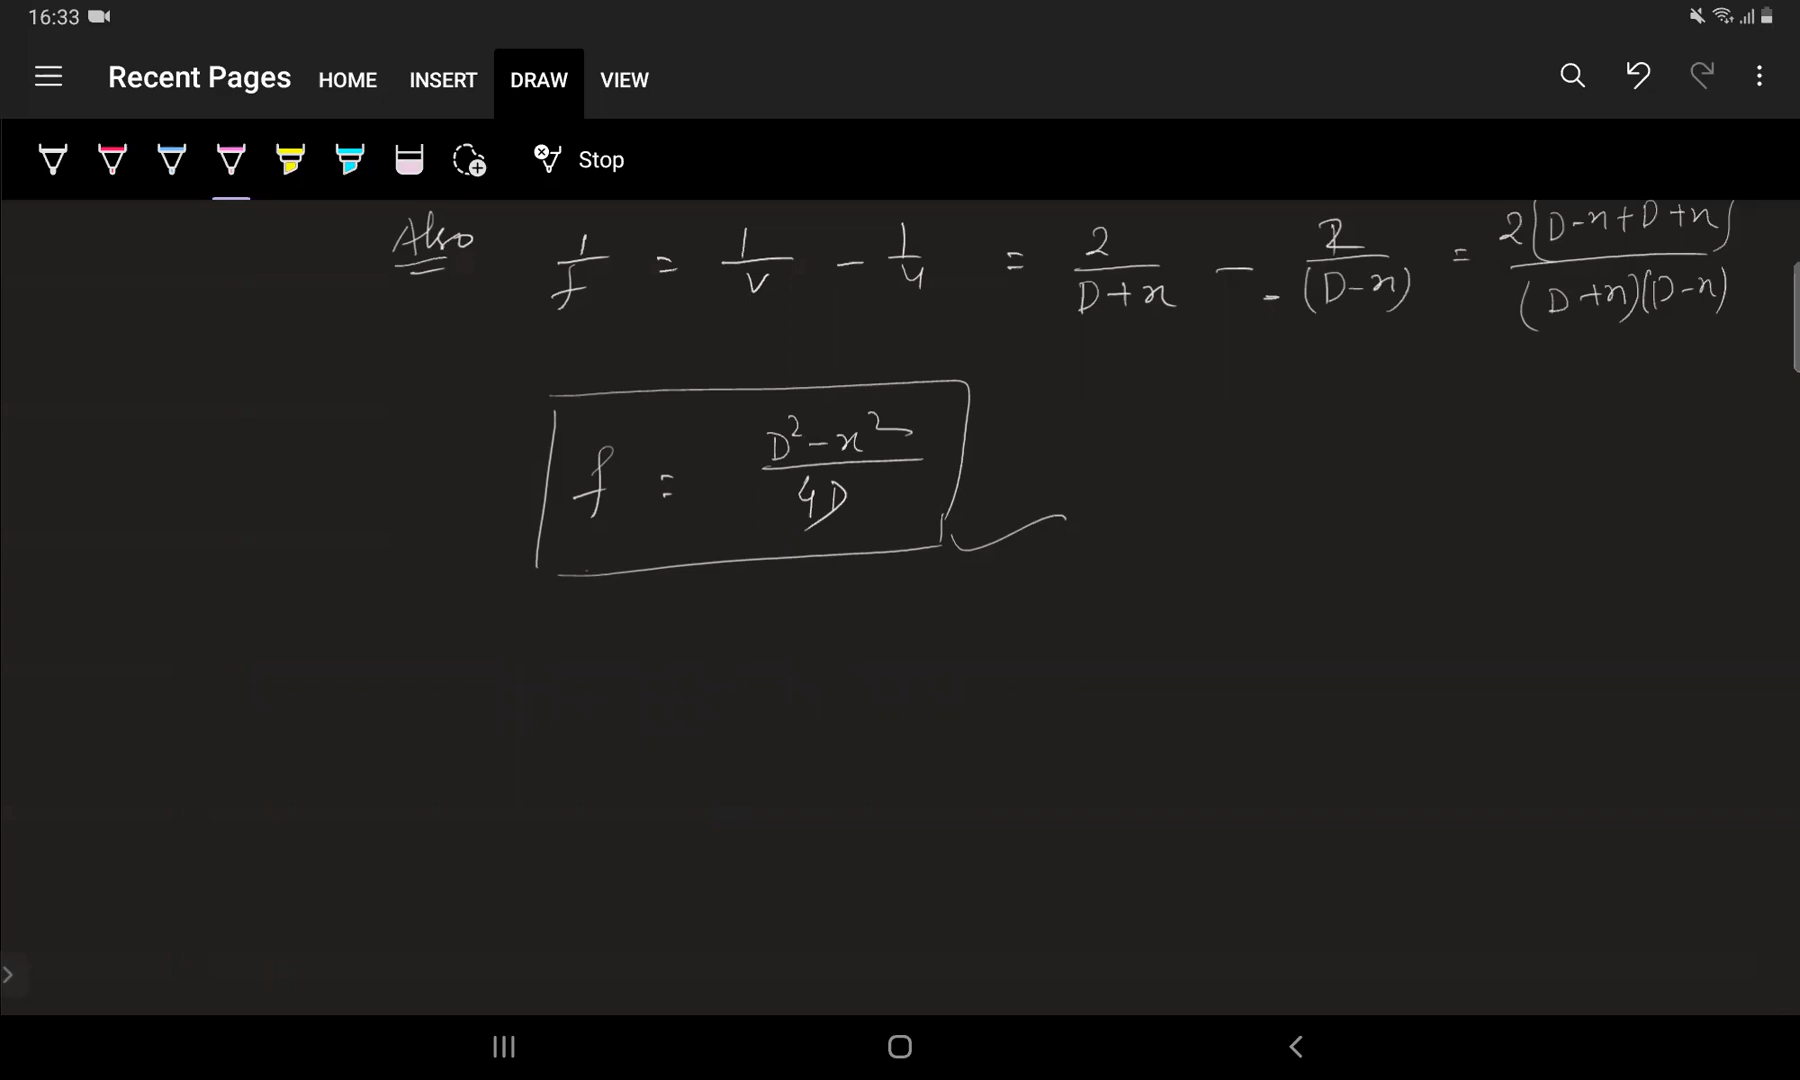 16:33
Recent Pages HOME INSERT DRAW VIEW
Stop
Also 1/f = 1/v - 1/u = 2/(D+x) - 2/-(D-x) = 2(D-x+D+x)/(D+x)(D-x)
f = D²-x²/4D